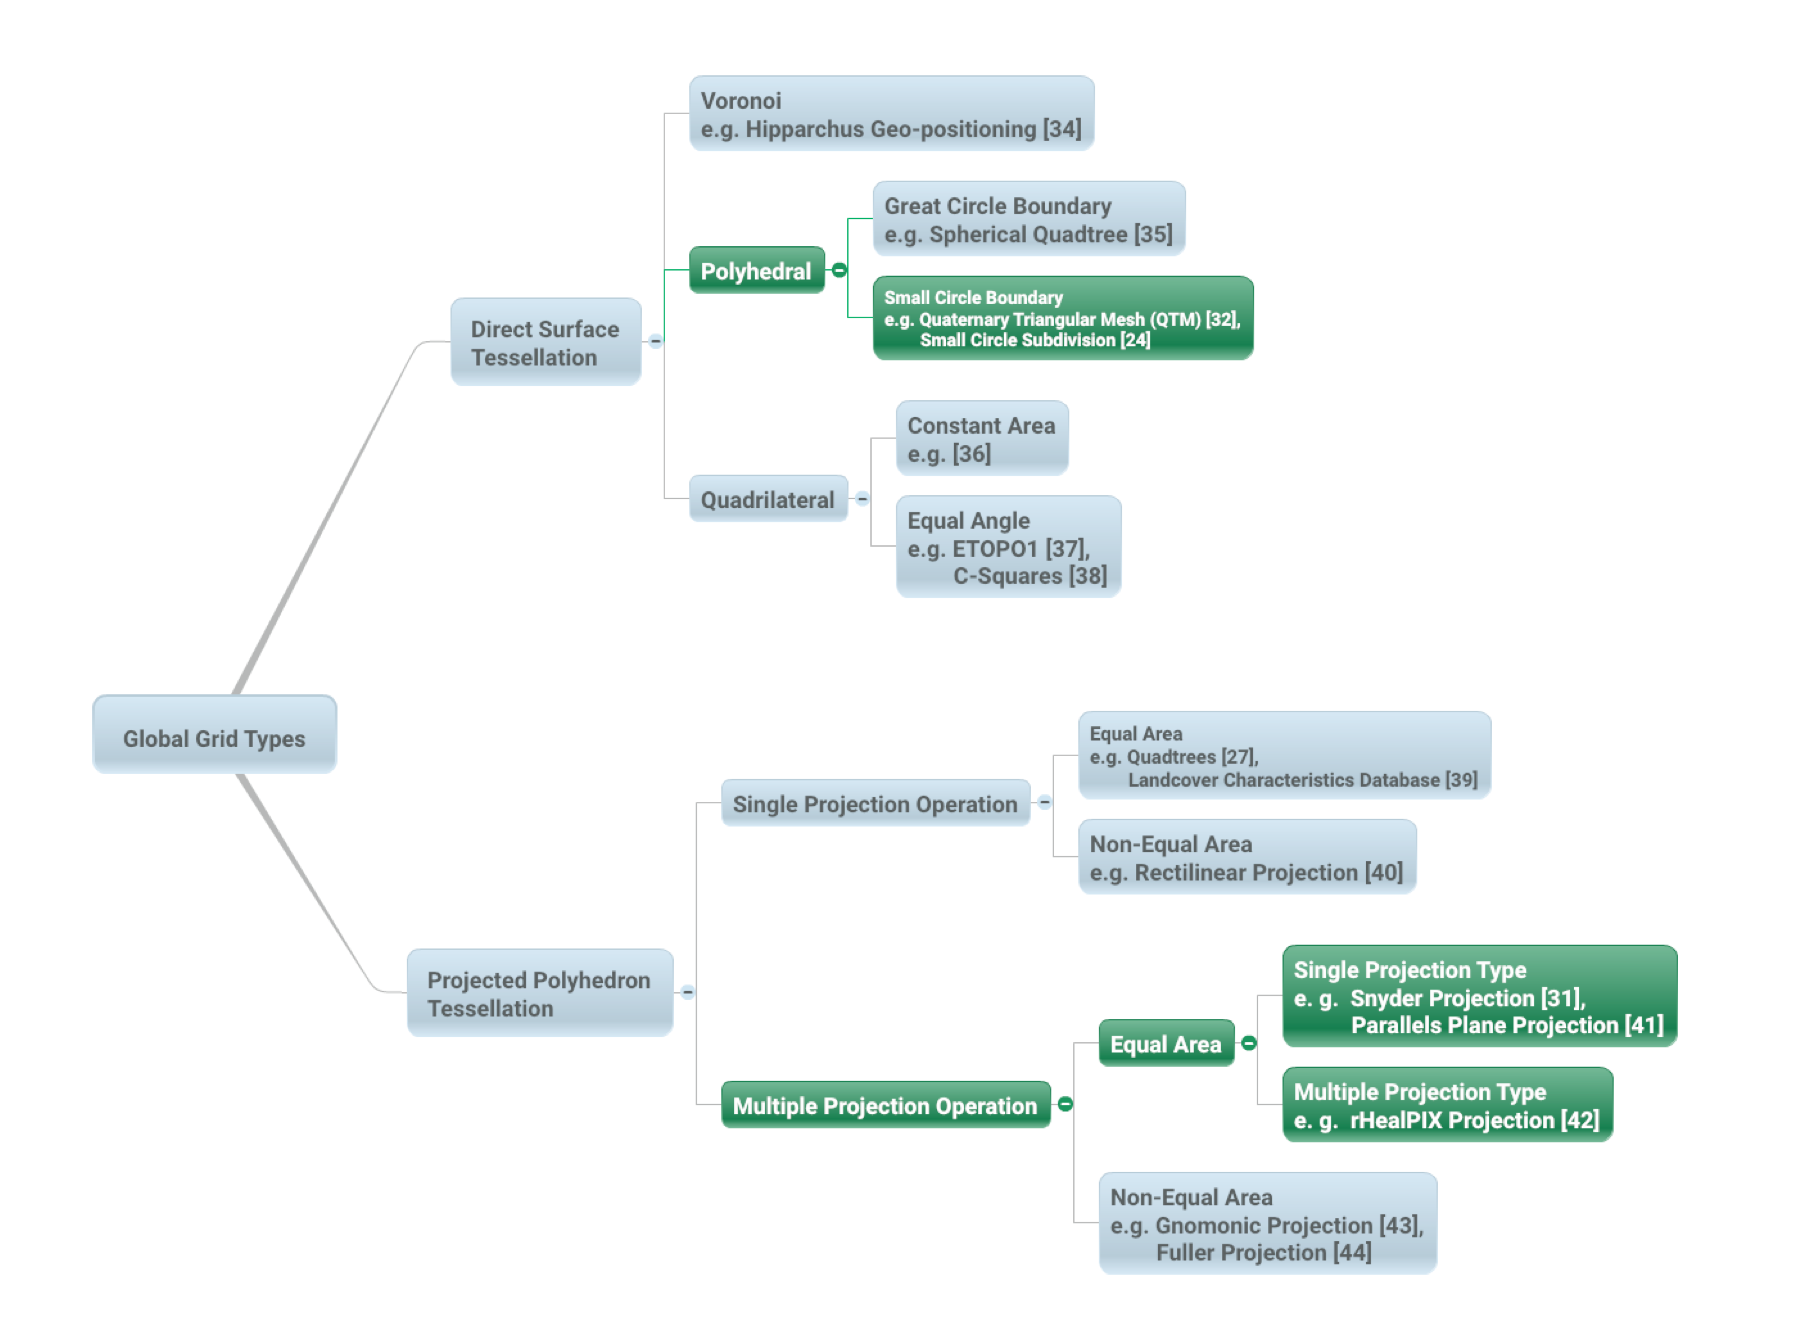 Voronoi
e.g. Hipparchus Geo-positioning [34]
Great Circle Boundary
e.g. Spherical Quadtree [35]
Polyhedral
Small Circle Boundary
e.g. Quaternary Triangular Mesh (QTM) [32],
Small Circle Subdivision [24]
Direct Surface
Tessellation
Constant Area
e.g. [36]
Quadrilateral
Equal Angle
e.g. ETOPO1 [37],
C-Squares [38]
Global Grid Types
Equal Area
e.g. Quadtrees [27],
Landcover Characteristics Database [39]
Single Projection Operation
Non-Equal Area
e.g. Rectilinear Projection [40]
Projected Polyhedron
Tessellation
Single Projection Type
e. g. Snyder Projection [31],
Parallels Plane Projection [41]
Equal Area
Multiple Projection Type
e. g. rHealPIX Projection [42]
Multiple Projection Operation
Non-Equal Area
e.g. Gnomonic Projection [43],
Fuller Projection [44]